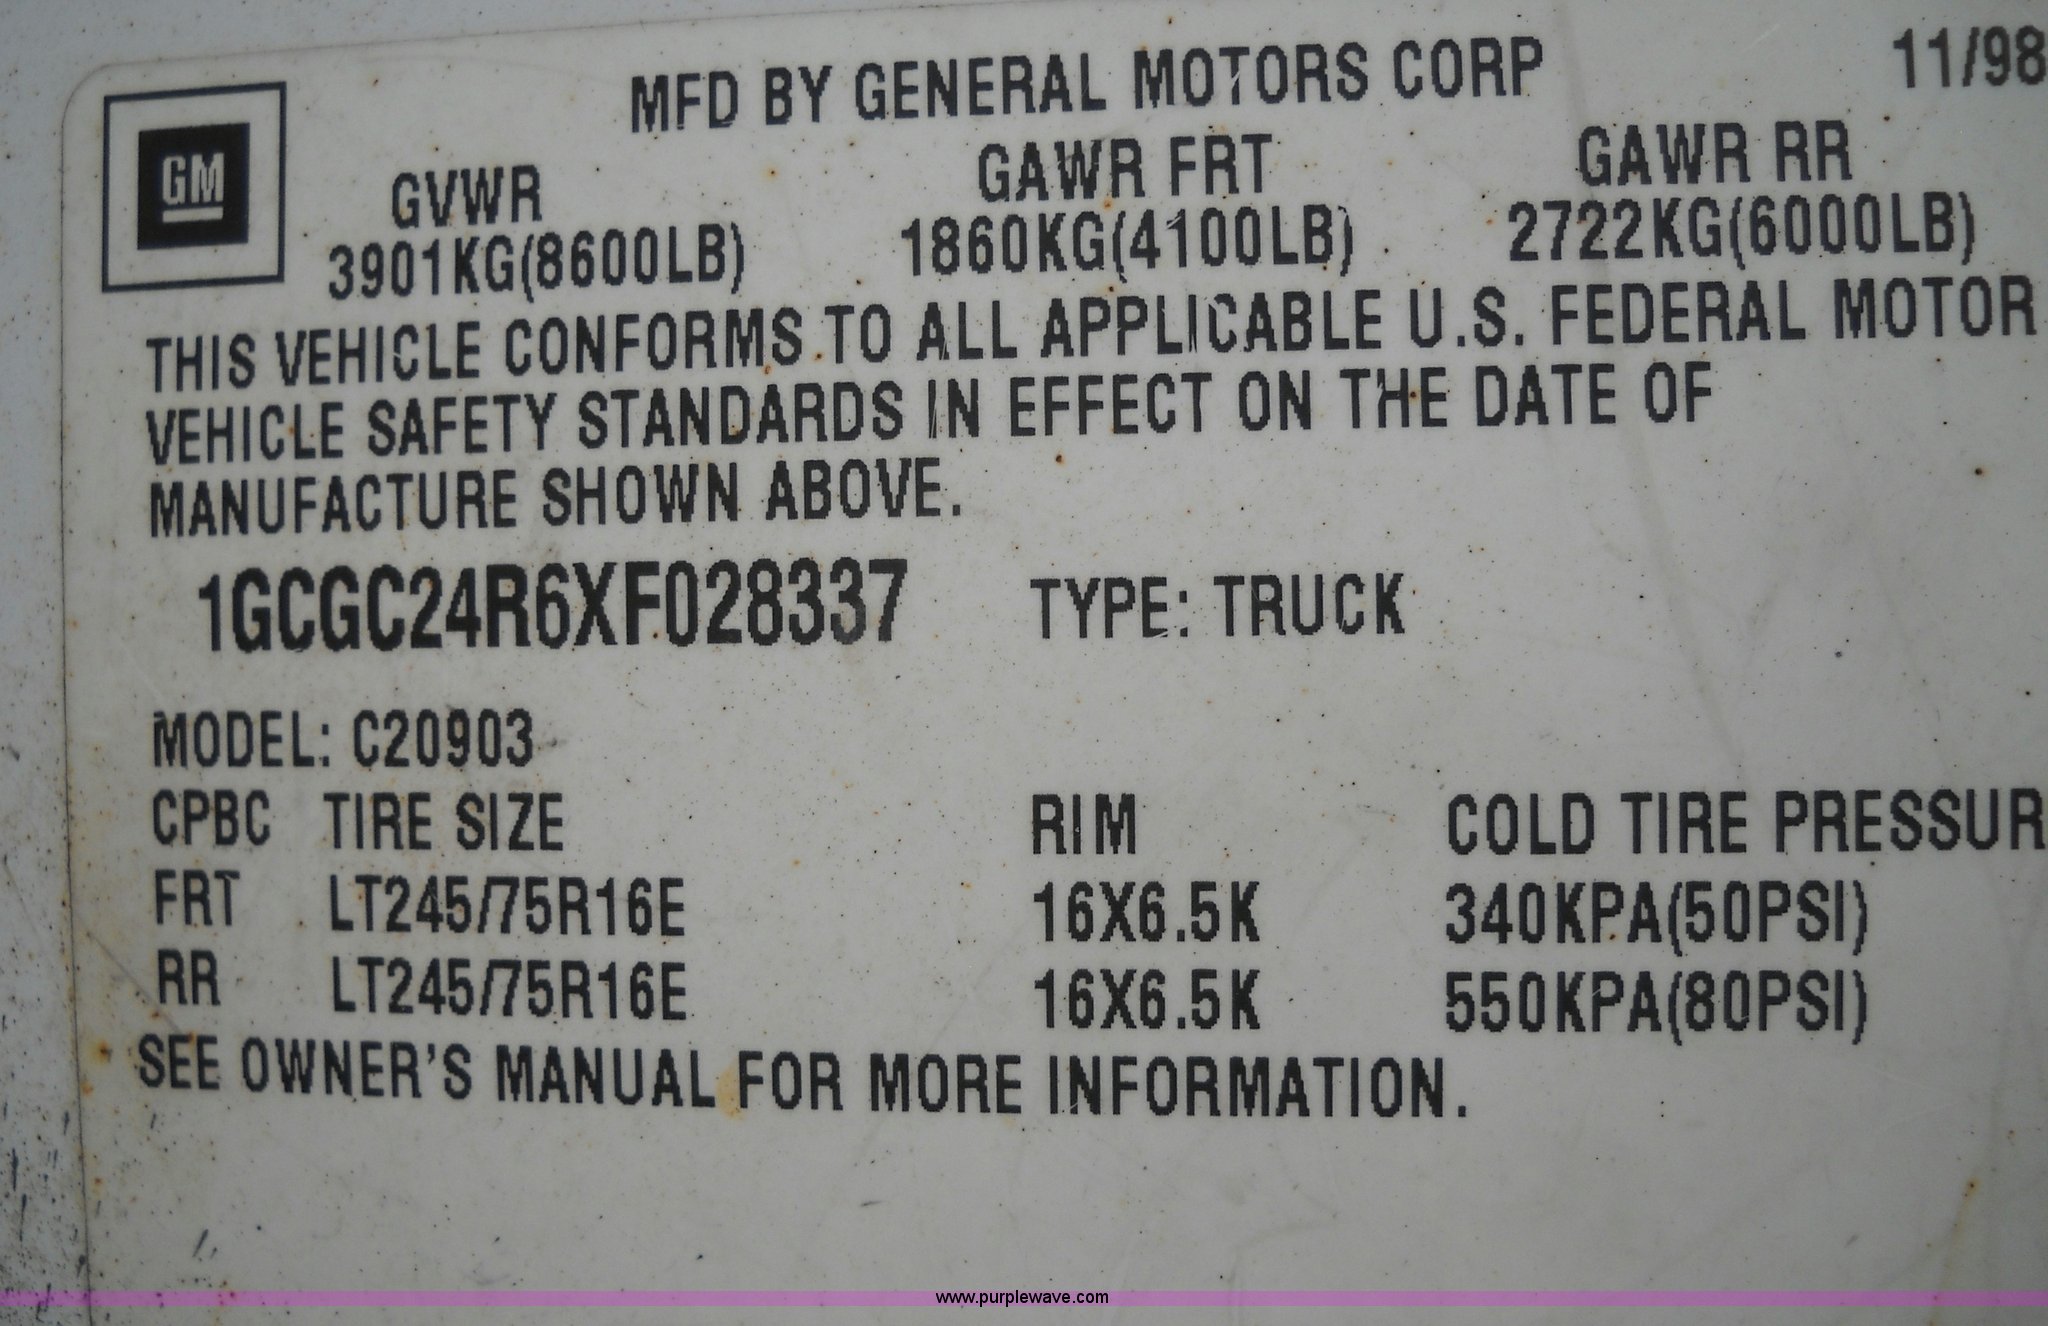 MFD BY GENERAL MOTORS CORP 11/98
GM
GVWR GAWR FRT GAWR RR
3901KG(8600LB) 1860KG(4100LB) 2722KG(6000LB)
THIS VEHICLE CONFORMS TO ALL APPLICABLE U.S. FEDERAL MOTOR
VEHICLE SAFETY STANDARDS IN EFFECT ON THE DATE OF
MANUFACTURE SHOWN ABOVE.
1GCGC24R6XF028337 TYPE: TRUCK
MODEL: C20903
CPBC TIRE SIZE RIM COLD TIRE PRESSUR
FRT LT245/75R16E 16X6.5K 340KPA(50PSI)
RR LT245/75R16E 16X6.5K 550KPA(80PSI)
SEE OWNER'S MANUAL FOR MORE INFORMATION.
www.purplewave.com